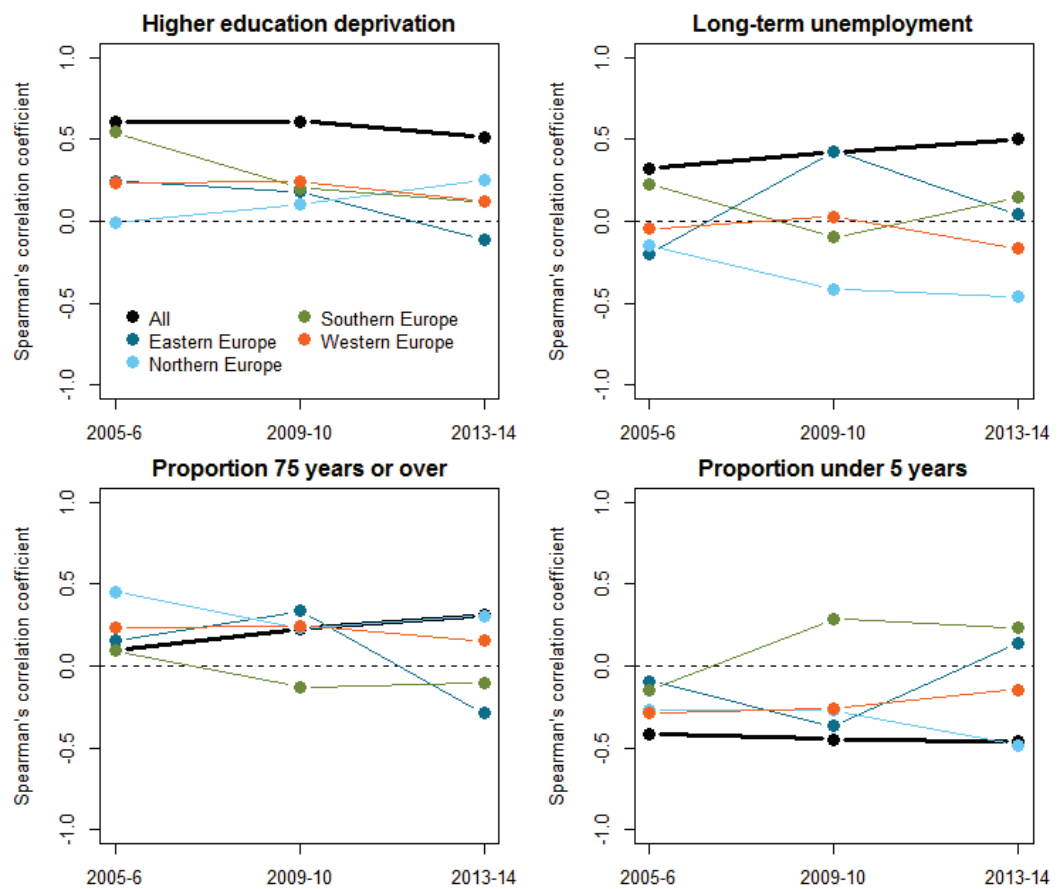 Higher education deprivation
Spearman's correlation coefficient
1.0
0.5
0.0
-0.5
-1.0
All
Eastern Europe
Northern Europe
Southern Europe
Western Europe
2005-6
2009-10
2013-14
Long-term unemployment
Spearman's correlation coefficient
1.0
0.5
0.0
-0.5
-1.0
2005-6
2009-10
2013-14
Proportion 75 years or over
Spearman's correlation coefficient
1.0
0.5
0.0
-0.5
-1.0
2005-6
2009-10
2013-14
Proportion under 5 years
Spearman's correlation coefficient
1.0
0.5
0.0
-0.5
-1.0
2005-6
2009-10
2013-14